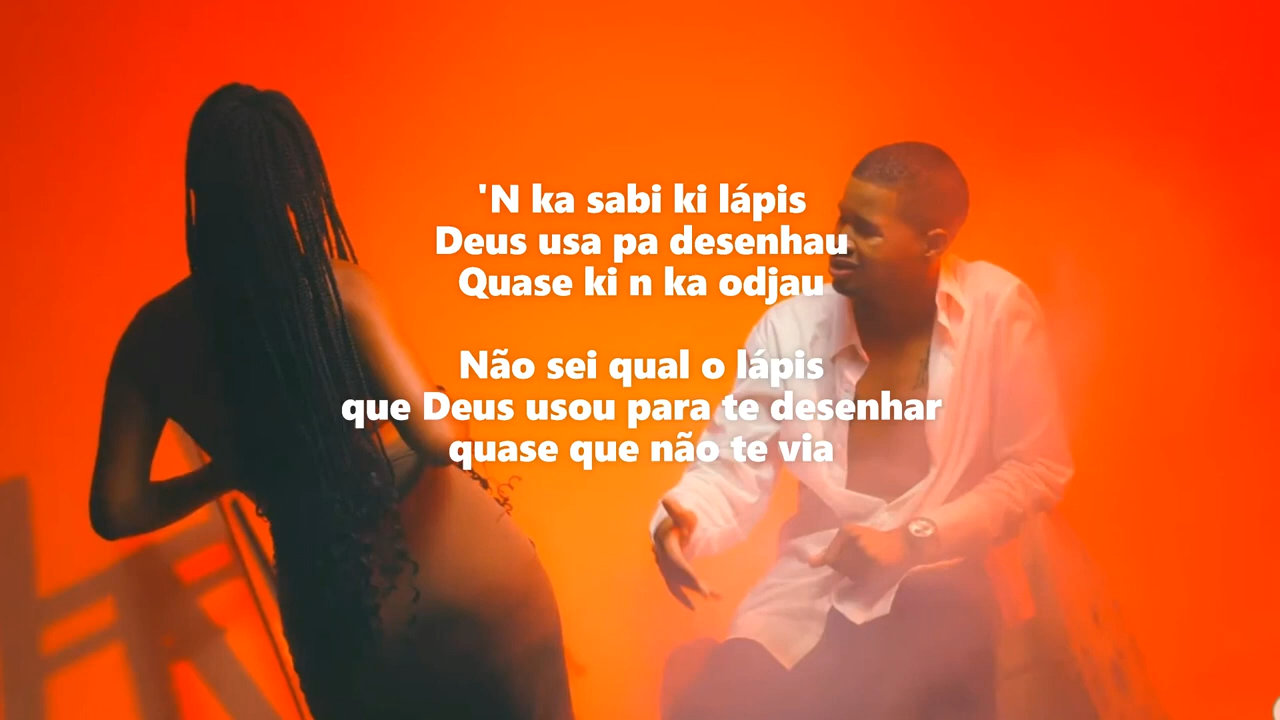 'N ka sabi ki lápis
Deus usa pa desenhau
Quase ki n ka odjau
Não sei qual o lápis
que Deus usou para te desenhar
quase que não te via